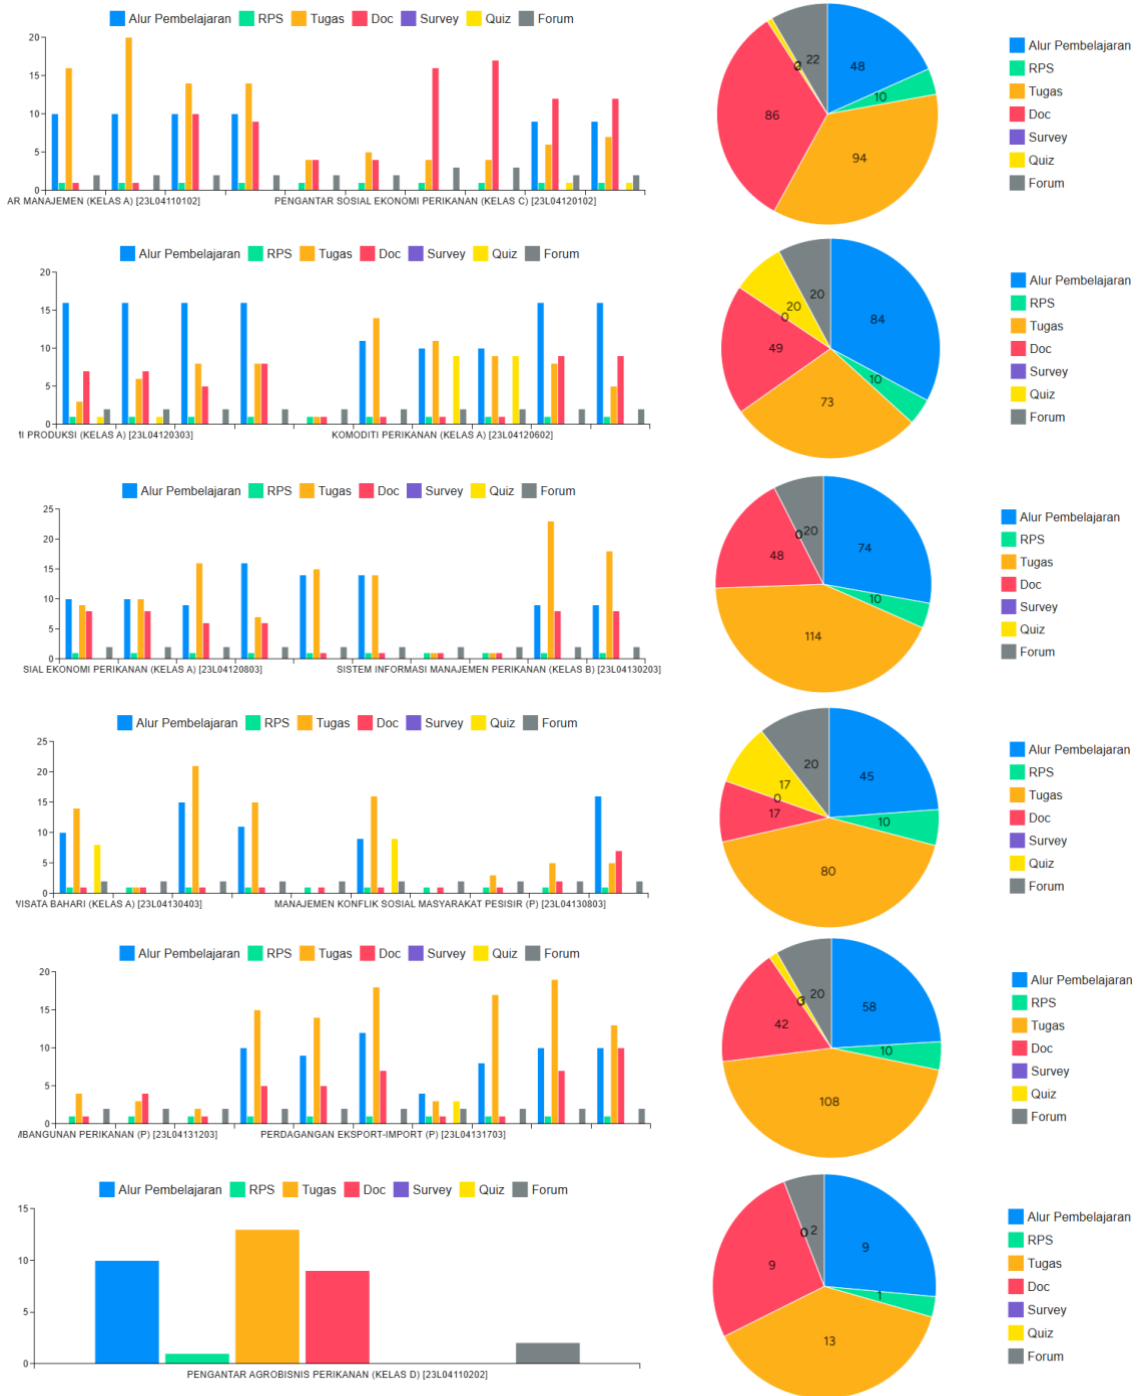 Alur Pembelajaran RPS Tugas Doc Survey Quiz Forum
20
15
10
5
0
AR MANAJEMEN (KELAS A) [23L04110102] PENGANTAR SOSIAL EKONOMI PERIKANAN (KELAS C) [23L04120102]
48
10
94
86
22
Alur Pembelajaran
RPS
Tugas
Doc
Survey
Quiz
Forum
Alur Pembelajaran RPS Tugas Doc Survey Quiz Forum
20
15
10
5
0
PRODUKSI (KELAS A) [23L04120303] KOMODITI PERIKANAN (KELAS A) [23L04120602]
84
10
73
49
0
20
20
Alur Pembelajaran
RPS
Tugas
Doc
Survey
Quiz
Forum
Alur Pembelajaran RPS Tugas Doc Survey Quiz Forum
25
20
15
10
5
0
SIAL EKONOMI PERIKANAN (KELAS A) [23L04120803] SISTEM INFORMASI MANAJEMEN PERIKANAN (KELAS B) [23L04130203]
74
10
114
48
0
20
Alur Pembelajaran
RPS
Tugas
Doc
Survey
Quiz
Forum
Alur Pembelajaran RPS Tugas Doc Survey Quiz Forum
25
20
15
10
5
0
WISATA BAHARI (KELAS A) [23L04130403] MANAJEMEN KONFLIK SOSIAL MASYARAKAT PESISIR (P) [23L04130803]
45
10
80
17
0
17
20
Alur Pembelajaran
RPS
Tugas
Doc
Survey
Quiz
Forum
Alur Pembelajaran RPS Tugas Doc Survey Quiz Forum
20
15
10
5
0
MBANGUNAN PERIKANAN (P) [23L04131203] PERDAGANGAN EKSPORT-IMPORT (P) [23L04131703]
58
10
108
42
20
Alur Pembelajaran
RPS
Tugas
Doc
Survey
Quiz
Forum
Alur Pembelajaran RPS Tugas Doc Survey Quiz Forum
15
10
5
0
PENGANTAR AGROBISNIS PERIKANAN (KELAS D) [23L04110202]
9
1
13
9
0
2
Alur Pembelajaran
RPS
Tugas
Doc
Survey
Quiz
Forum